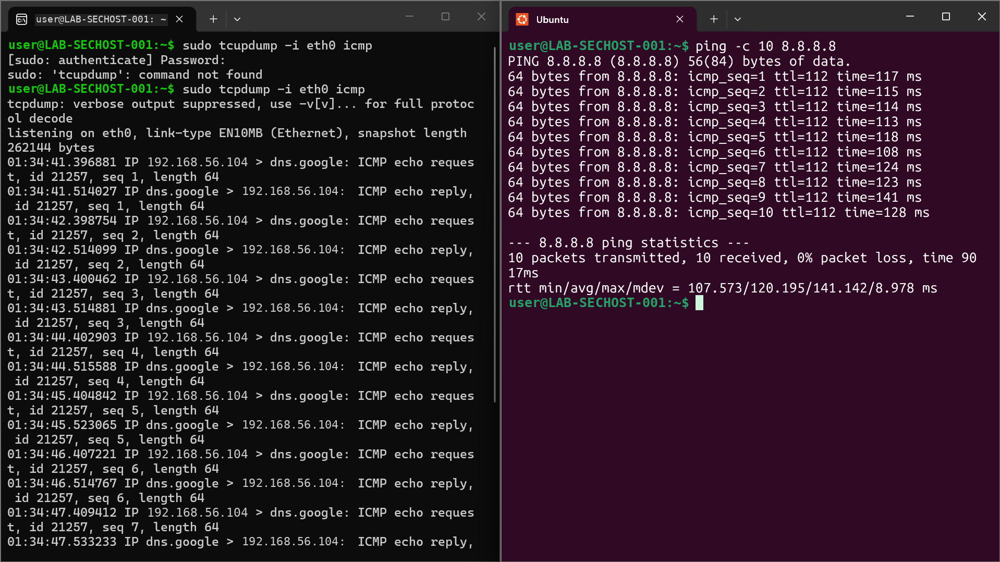 user@LAB-SECHOST-001: ~
user@LAB-SECHOST-001:~$ sudo tcupdump -i eth0 icmp
[sudo: authenticate] Password:
sudo: 'tcupdump': command not found
user@LAB-SECHOST-001:~$ sudo tcpdump -i eth0 icmp
tcpdump: verbose output suppressed, use -v[v]... for full protoc
ol decode
listening on eth0, link-type EN10MB (Ethernet), snapshot length
262144 bytes
01:34:41.396881 IP 192.168.56.104 > dns.google: ICMP echo reques
t, id 21257, seq 1, length 64
01:34:41.514027 IP dns.google > 192.168.56.104: ICMP echo reply,
 id 21257, seq 1, length 64
01:34:42.398754 IP 192.168.56.104 > dns.google: ICMP echo reques
t, id 21257, seq 2, length 64
01:34:42.514099 IP dns.google > 192.168.56.104: ICMP echo reply,
 id 21257, seq 2, length 64
01:34:43.400462 IP 192.168.56.104 > dns.google: ICMP echo reques
t, id 21257, seq 3, length 64
01:34:43.514881 IP dns.google > 192.168.56.104: ICMP echo reply,
 id 21257, seq 3, length 64
01:34:44.402903 IP 192.168.56.104 > dns.google: ICMP echo reques
t, id 21257, seq 4, length 64
01:34:44.515588 IP dns.google > 192.168.56.104: ICMP echo reply,
 id 21257, seq 4, length 64
01:34:45.404842 IP 192.168.56.104 > dns.google: ICMP echo reques
t, id 21257, seq 5, length 64
01:34:45.523065 IP dns.google > 192.168.56.104: ICMP echo reply,
 id 21257, seq 5, length 64
01:34:46.407221 IP 192.168.56.104 > dns.google: ICMP echo reques
t, id 21257, seq 6, length 64
01:34:46.514767 IP dns.google > 192.168.56.104: ICMP echo reply,
 id 21257, seq 6, length 64
01:34:47.409412 IP 192.168.56.104 > dns.google: ICMP echo reques
t, id 21257, seq 7, length 64
01:34:47.533233 IP dns.google > 192.168.56.104: ICMP echo reply,
Ubuntu
user@LAB-SECHOST-001:~$ ping -c 10 8.8.8.8
PING 8.8.8.8 (8.8.8.8) 56(84) bytes of data.
64 bytes from 8.8.8.8: icmp_seq=1 ttl=112 time=117 ms
64 bytes from 8.8.8.8: icmp_seq=2 ttl=112 time=115 ms
64 bytes from 8.8.8.8: icmp_seq=3 ttl=112 time=114 ms
64 bytes from 8.8.8.8: icmp_seq=4 ttl=112 time=113 ms
64 bytes from 8.8.8.8: icmp_seq=5 ttl=112 time=118 ms
64 bytes from 8.8.8.8: icmp_seq=6 ttl=112 time=108 ms
64 bytes from 8.8.8.8: icmp_seq=7 ttl=112 time=124 ms
64 bytes from 8.8.8.8: icmp_seq=8 ttl=112 time=123 ms
64 bytes from 8.8.8.8: icmp_seq=9 ttl=112 time=141 ms
64 bytes from 8.8.8.8: icmp_seq=10 ttl=112 time=128 ms
--- 8.8.8.8 ping statistics ---
10 packets transmitted, 10 received, 0% packet loss, time 90
17ms
rtt min/avg/max/mdev = 107.573/120.195/141.142/8.978 ms
user@LAB-SECHOST-001:~$